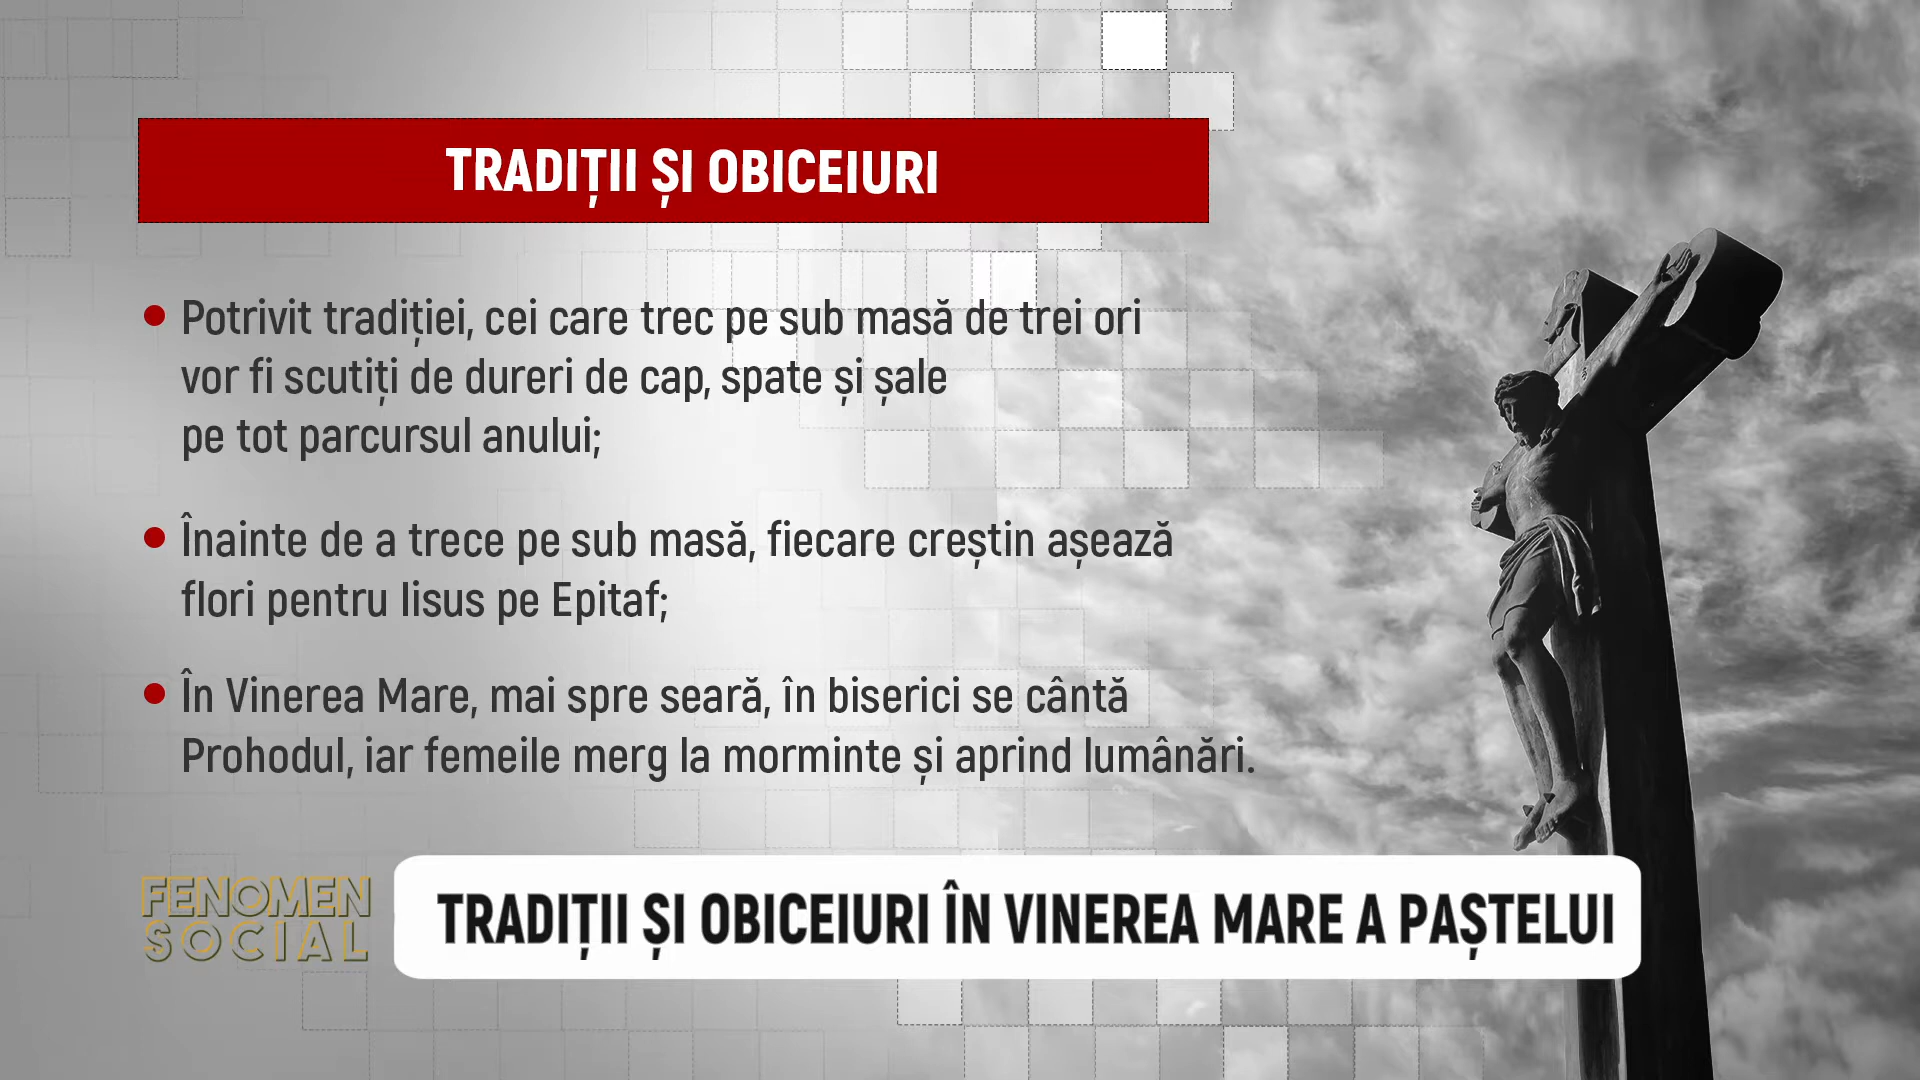 TRADIȚII ȘI OBICEIURI
Potrivit tradiției, cei care trec pe sub masă de trei ori
vor fi scutiți de dureri de cap, spate și șale
pe tot parcursul anului;
Înainte de a trece pe sub masă, fiecare creștin așează
flori pentru Iisus pe Epitaf;
În Vinerea Mare, mai spre seară, în biserici se cântă
Prohodul, iar femeile merg la morminte și aprind lumânări.
FENOMEN
SOCIAL
TRADIȚII ȘI OBICEIURI ÎN VINEREA MARE A PAȘTELUI